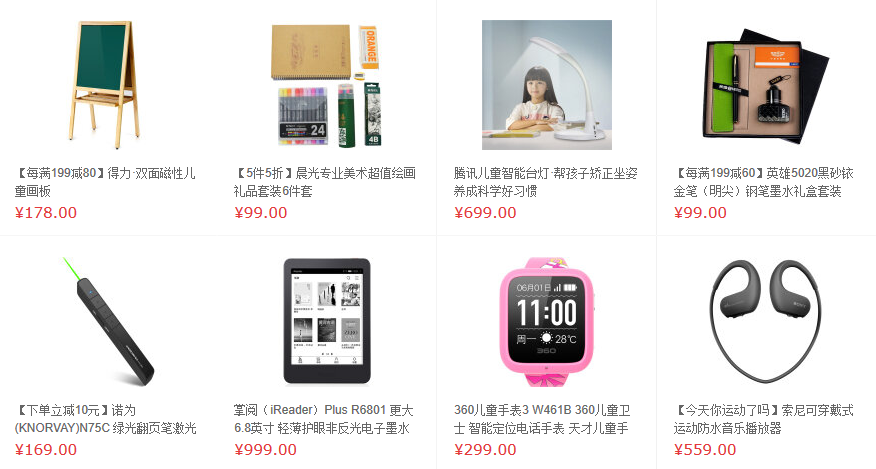 ORANGE
24
4B
【每满199减80】得力·双面磁性儿
童画板
¥178.00
【5件5折】晨光专业美术超值绘画
礼品套装6件套
¥99.00
腾讯儿童智能台灯·帮孩子矫正坐姿
养成科学好习惯
¥699.00
【每满199减60】英雄5020黑砂铱
金笔（明尖）钢笔墨水礼盒套装
¥99.00
06月01日
11:00
周一
28℃
360
SONY
【下单立减10元】诺为
(KNORVAY)N75C 绿光翻页笔激光
¥169.00
掌阅（iReader）Plus R6801 更大
6.8英寸 轻薄护眼非反光电子墨水
¥999.00
360儿童手表3 W461B 360儿童卫
士 智能定位电话手表 天才儿童手
¥299.00
【今天你运动了吗】索尼可穿戴式
运动防水音乐播放器
¥559.00